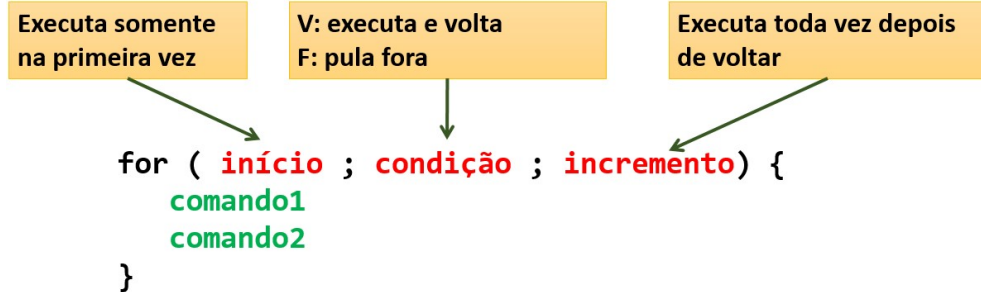 Executa somente
na primeira vez
V: executa e volta
F: pula fora
Executa toda vez depois
de voltar
for ( início ; condição ; incremento) {
comando1
comando2
}